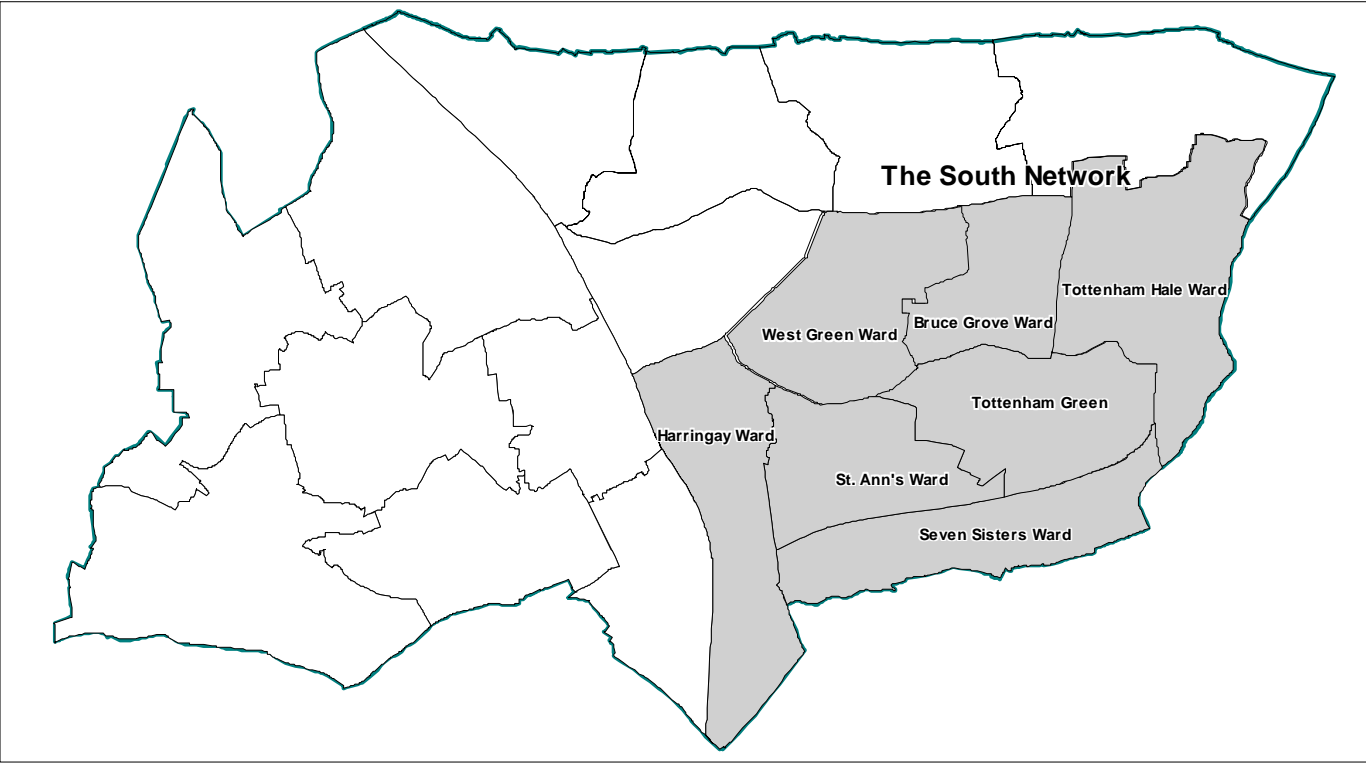 The South Network
Tottenham Hale Ward
Bruce Grove Ward
West Green Ward
Tottenham Green
Harringay Ward
St. Ann's Ward
Seven Sisters Ward